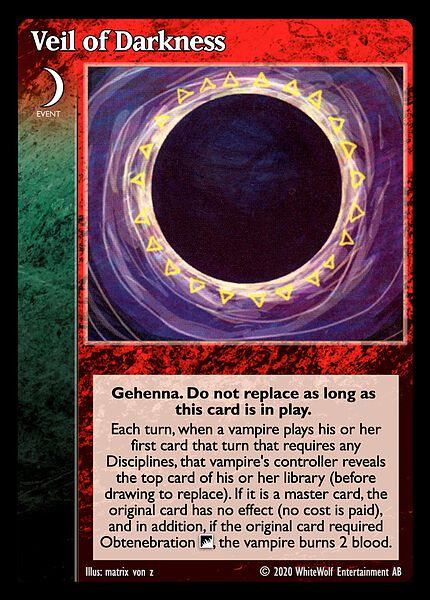 Veil of Darkness
EVENT
Gehenna. Do not replace as long as
this card is in play.
Each turn, when a vampire plays his or her
first card that turn that requires any
Disciplines, that vampire's controller reveals
the top card of his or her library (before
drawing to replace). If it is a master card, the
original card has no effect (no cost is paid),
and in addition, if the original card required
Obtenebration , the vampire burns 2 blood.
Illus: matrix von z
© 2020 WhiteWolf Entertainment AB